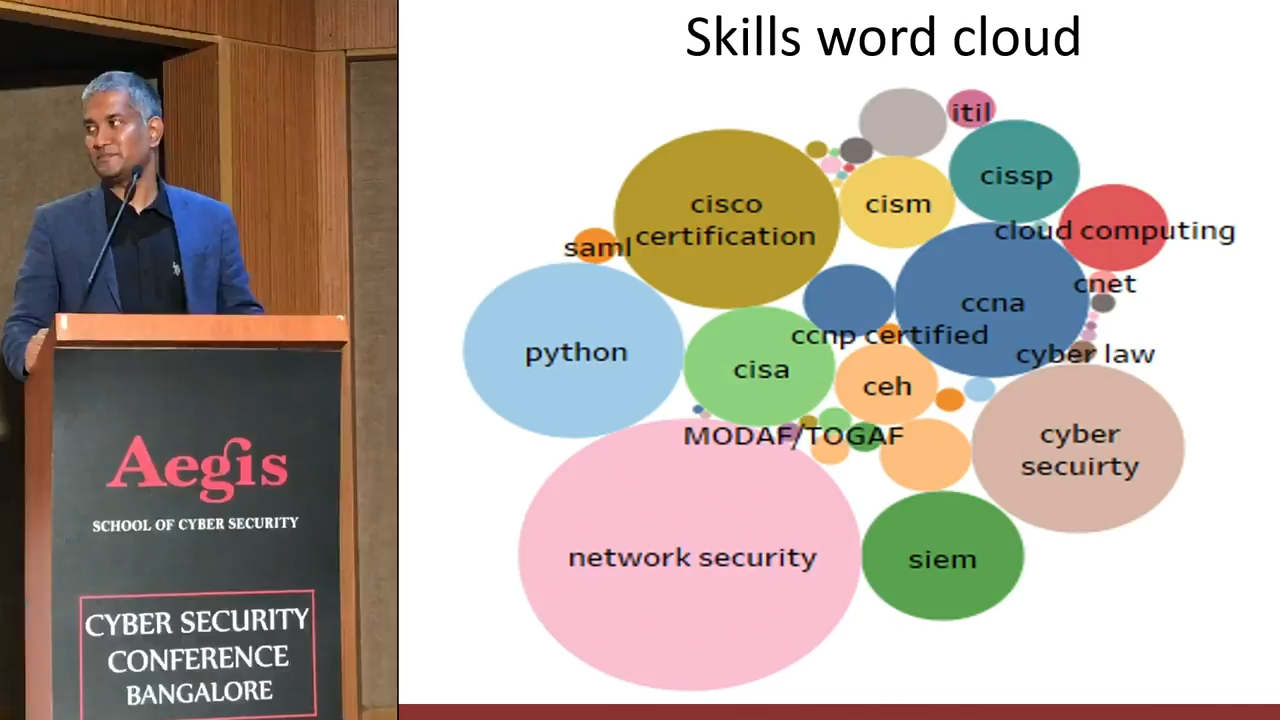 Skills word cloud
itil
cissp
cism
cisco
certification
cloud computing
saml
cnet
ccna
ccnp certified
python
cyber law
cisa
ceh
MODAF/TOGAF
cyber
secuirty
network security
siem
Aegis
SCHOOL OF CYBER SECURITY
CYBER SECURITY
CONFERENCE
BANGALORE